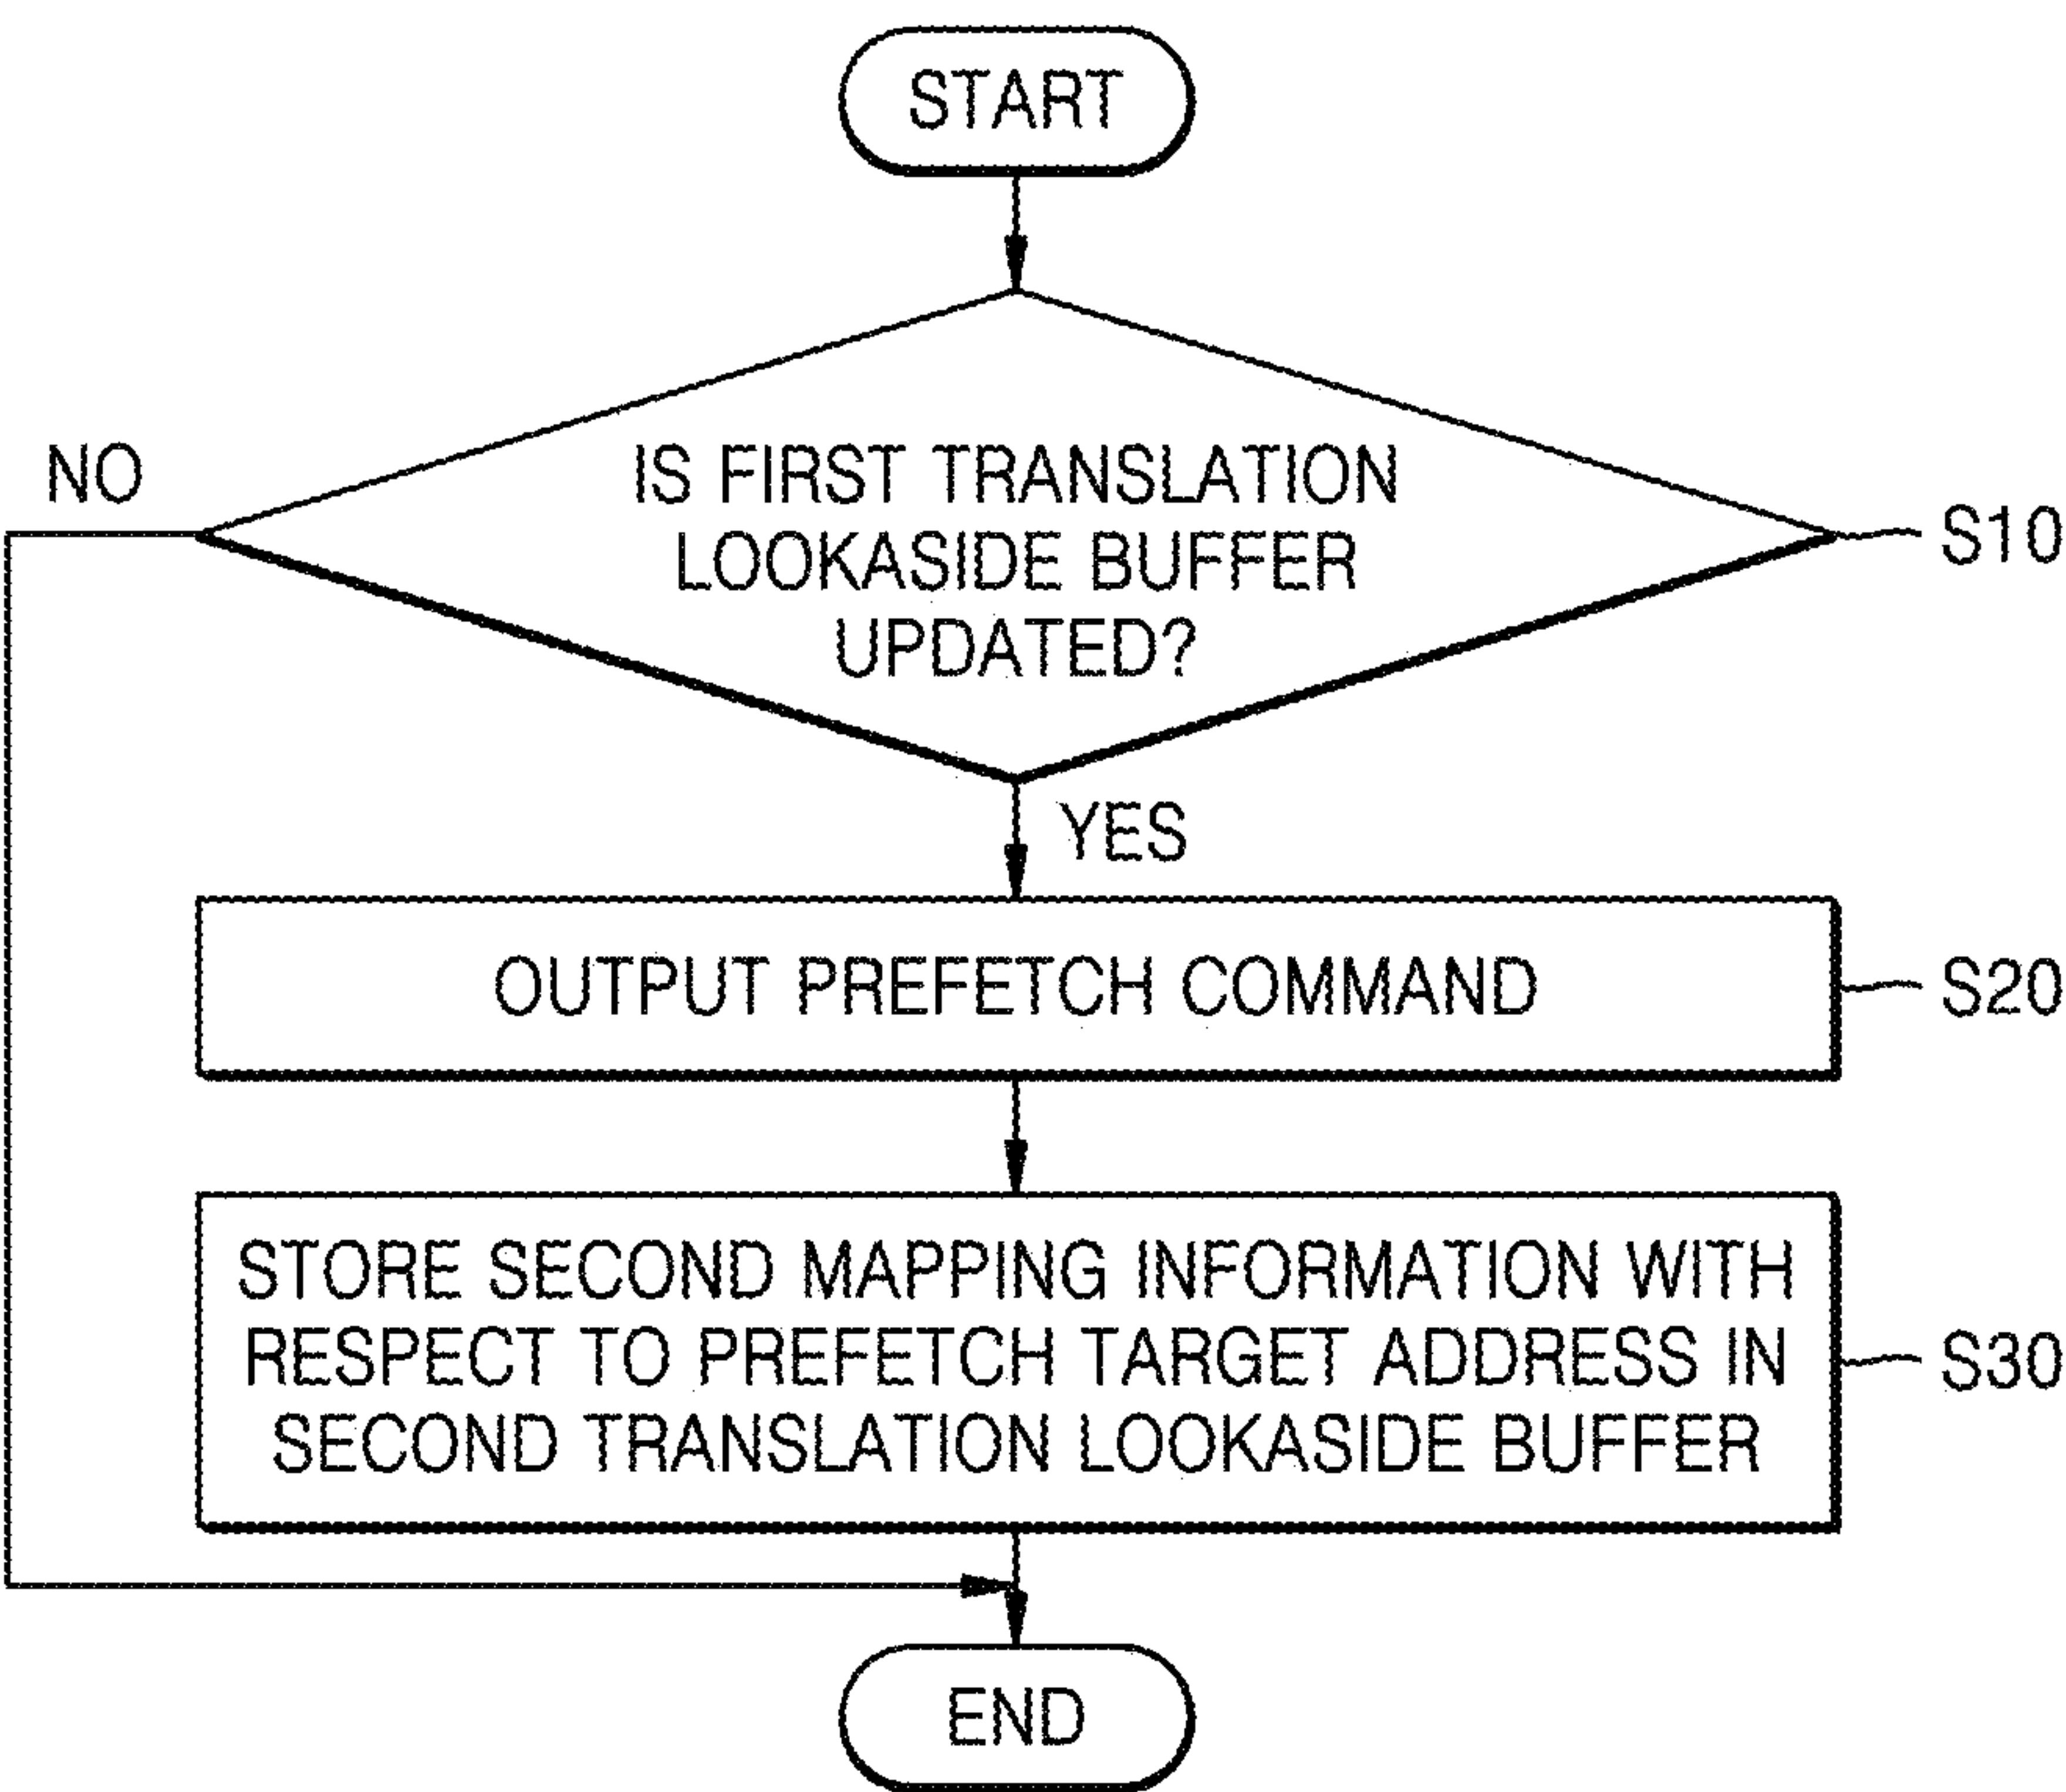 START
NO
IS FIRST TRANSLATION
LOOKASIDE BUFFER
UPDATED?
S10
YES
OUTPUT PREFETCH COMMAND
S20
STORE SECOND MAPPING INFORMATION WITH
RESPECT TO PREFETCH TARGET ADDRESS IN
SECOND TRANSLATION LOOKASIDE BUFFER
S30
END